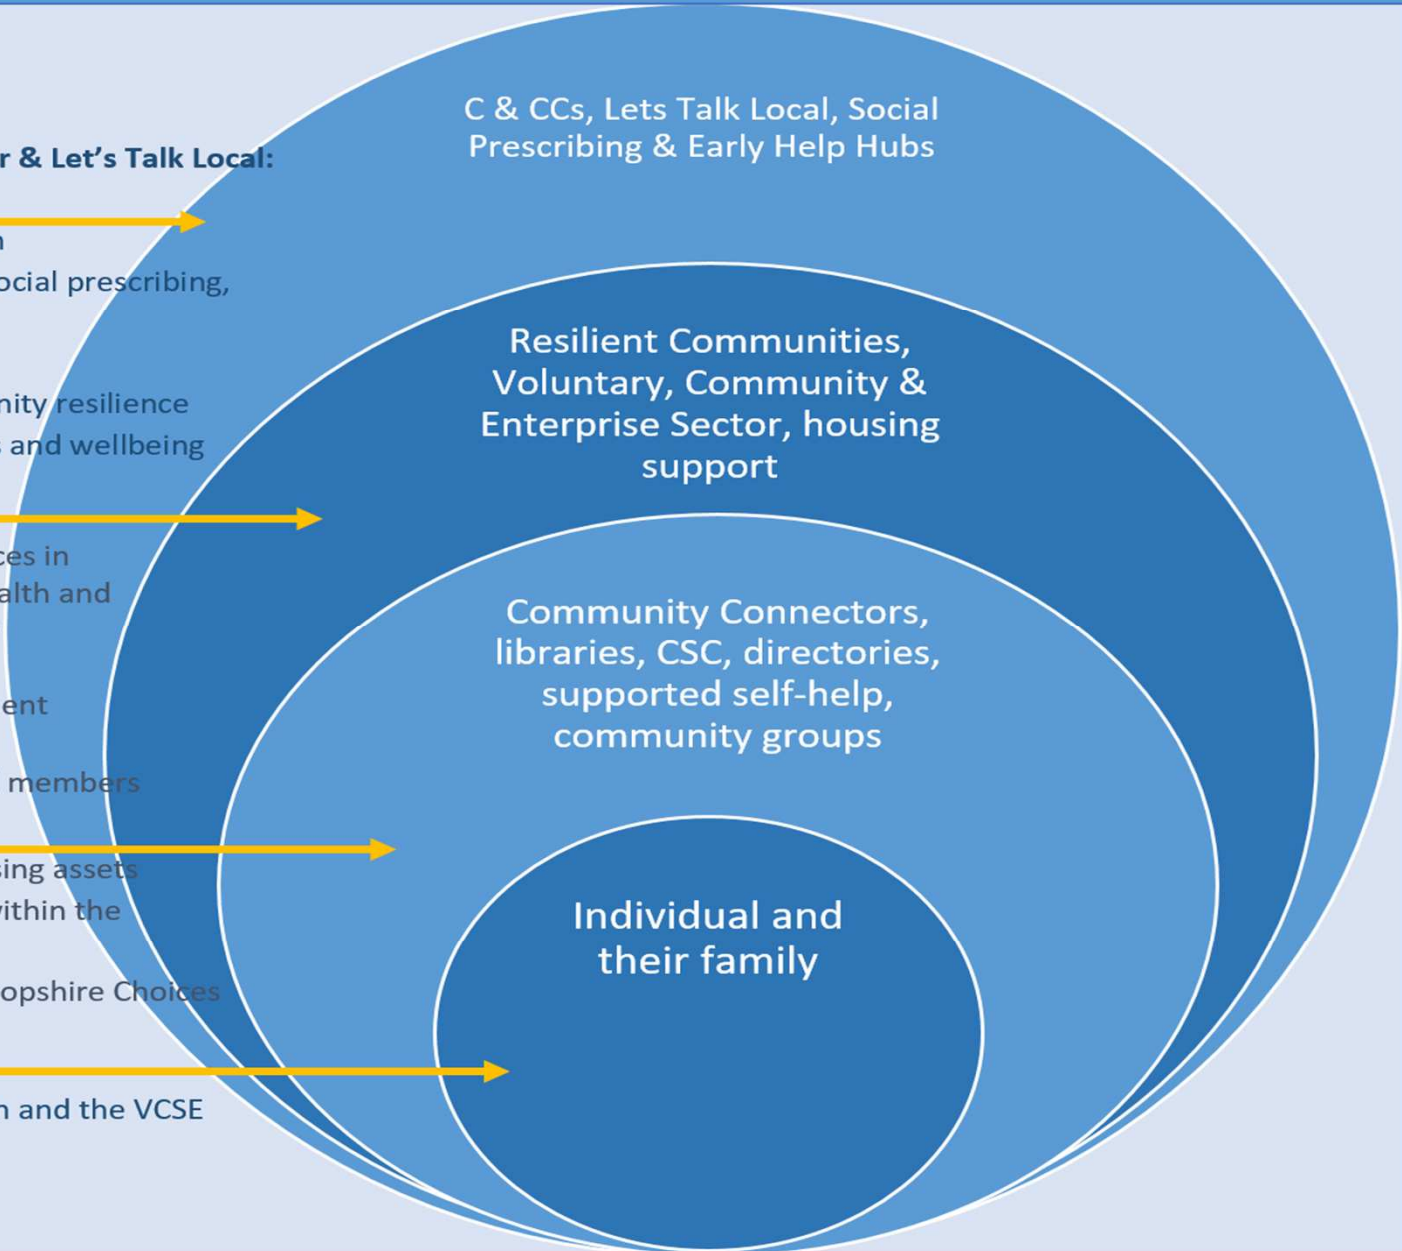 C & CCs, Lets Talk Local, Social
Prescribing & Early Help Hubs
Resilient Communities,
Voluntary, Community &
Enterprise Sector, housing
support
Community Connectors,
libraries, CSC, directories,
supported self-help,
community groups
Individual and
their family
r & Let's Talk Local:
n
ocial prescribing,
nity resilience
s and wellbeing
ces in
alth and
ent
members
sing assets
vithin the
opshire Choices
n and the VCSE